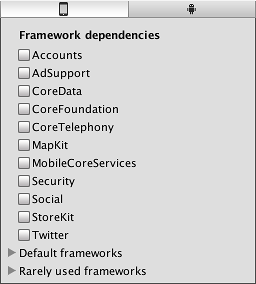 Framework dependencies
Accounts
AdSupport
CoreData
CoreFoundation
CoreTelephony
MapKit
MobileCoreServices
Security
Social
StoreKit
Twitter
Default frameworks
Rarely used frameworks